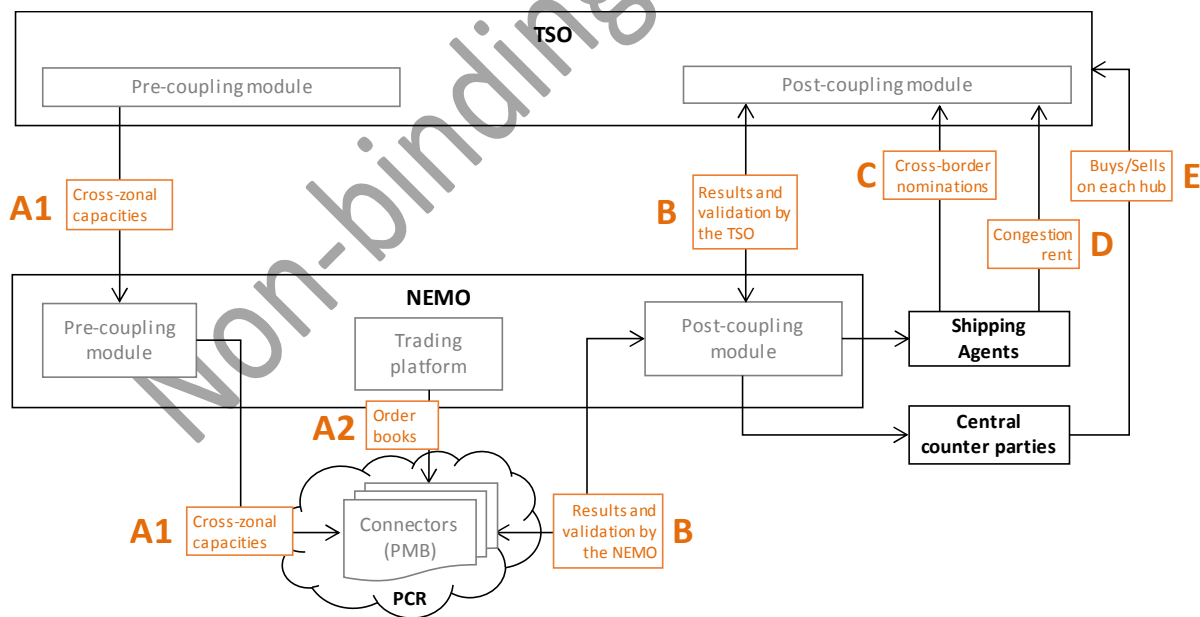 TSO
Pre-coupling module
Post-coupling module
A1
Cross-zonal
capacities
B
Results and
validation by
the TSO
C
Cross-border
nominations
Buys/Sells
on each hub
E
Congestion
rent
D
NEMO
Pre-coupling
module
Trading
platform
Post-coupling
module
Shipping
Agents
A2
Order
books
Central
counter parties
A1
Cross-zonal
capacities
Connectors
(PMB)
Results and
validation by
the NEMO
B
PCR
Non-binding